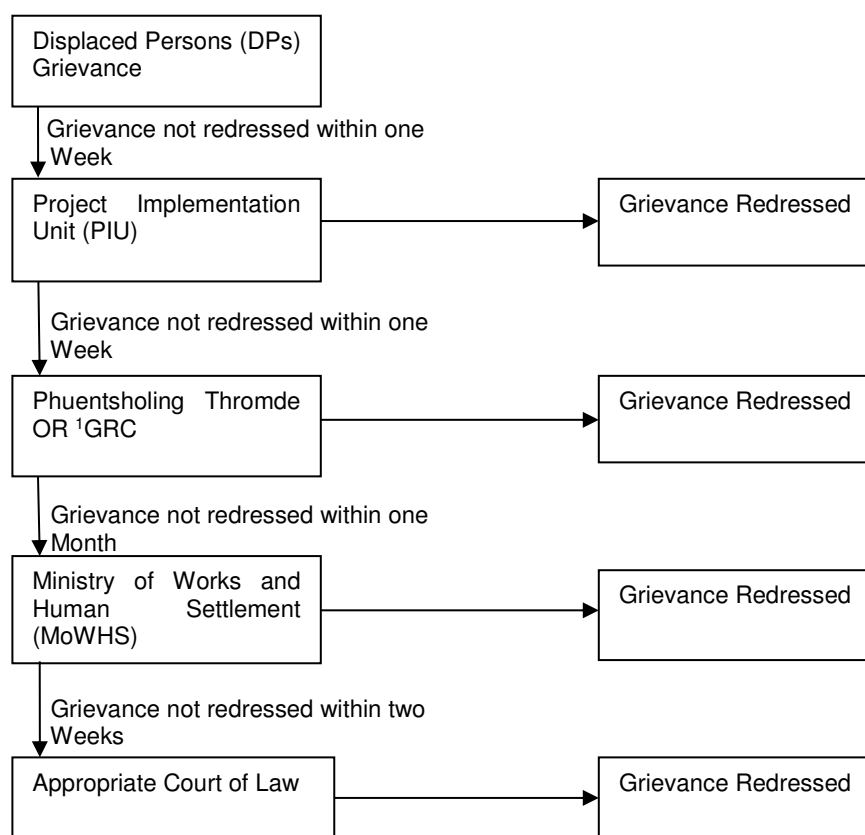 Displaced Persons (DPs)
Grievance
Grievance not redressed within one
Week
Project Implementation
Unit (PIU)
Grievance Redressed
Grievance not redressed within one
Week
Phuentsholing Thromde
OR ¹GRC
Grievance Redressed
Grievance not redressed within one
Month
Ministry of Works and
Human Settlement
(MoWHS)
Grievance Redressed
Grievance not redressed within two
Weeks
Appropriate Court of Law
Grievance Redressed